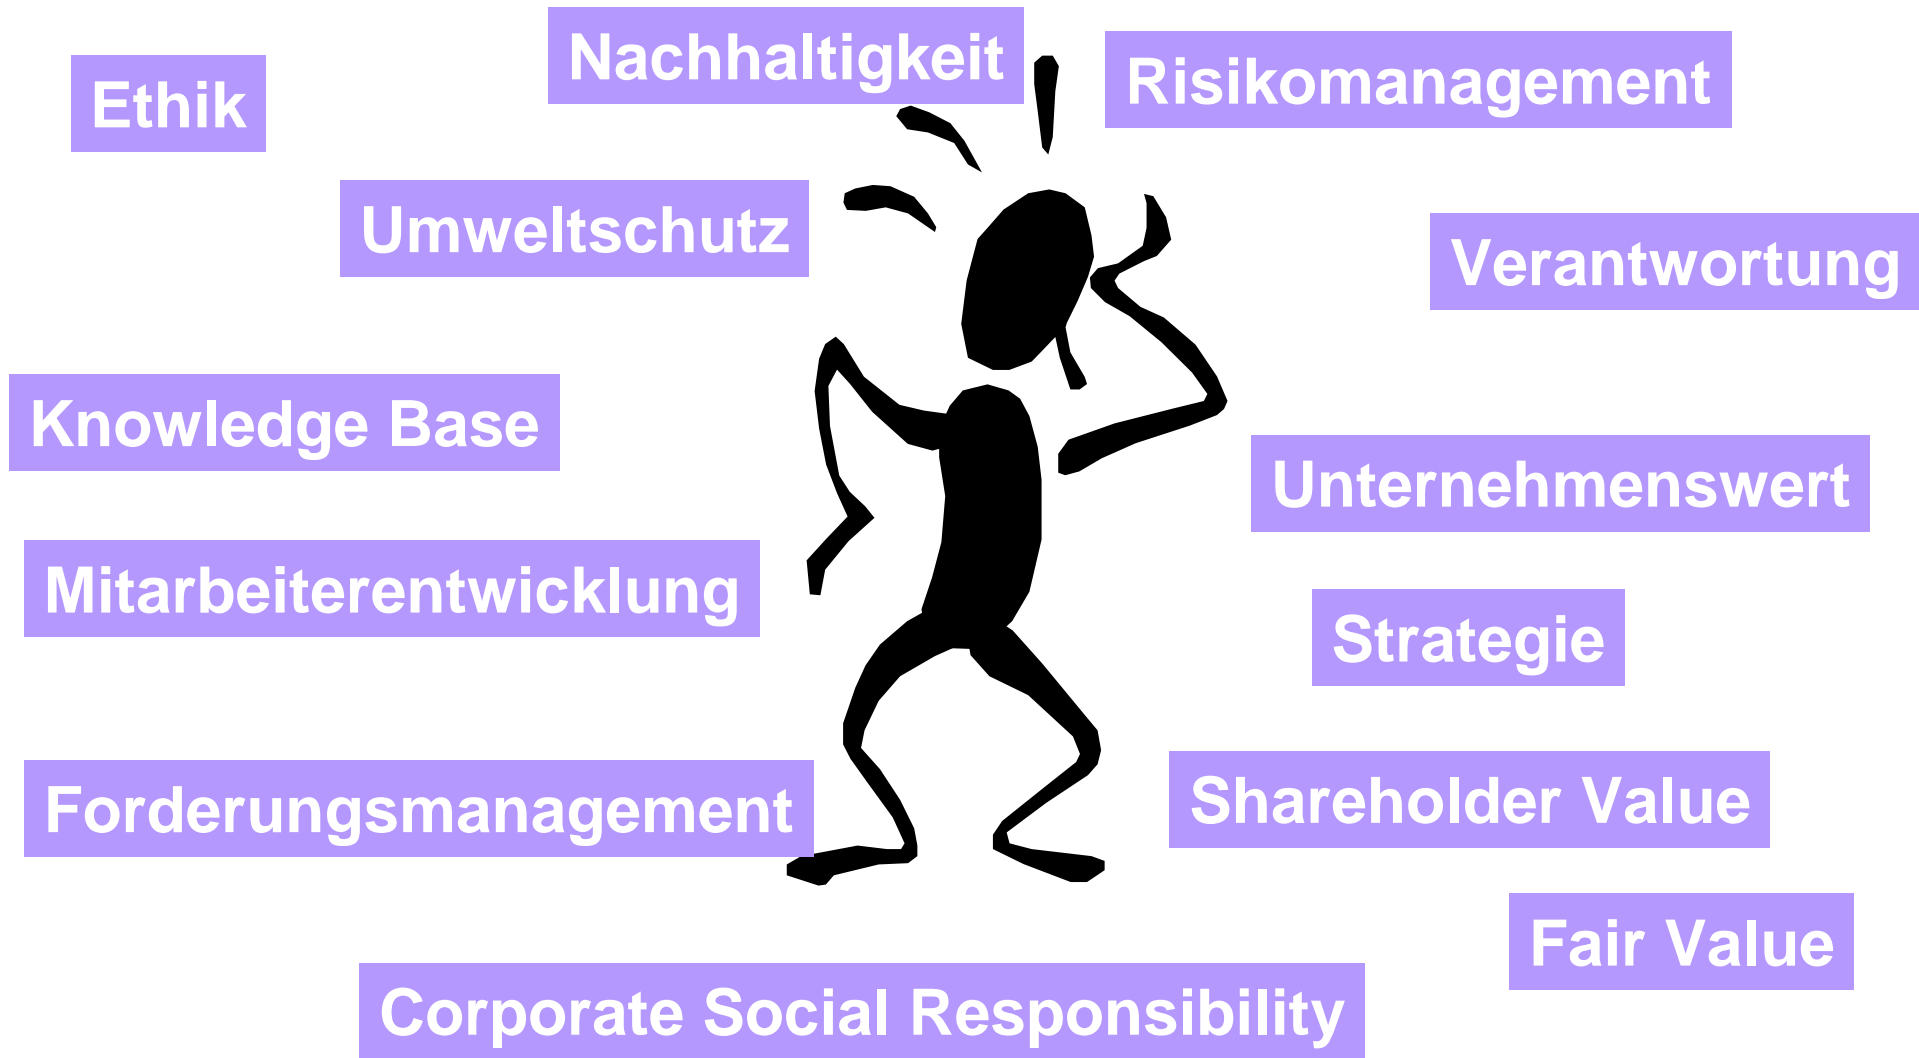 Nachhaltigkeit
Risikomanagement
Ethik
Umweltschutz
Verantwortung
Knowledge Base
Unternehmenswert
Mitarbeiterentwicklung
Strategie
Forderungsmanagement
Shareholder Value
Fair Value
Corporate Social Responsibility